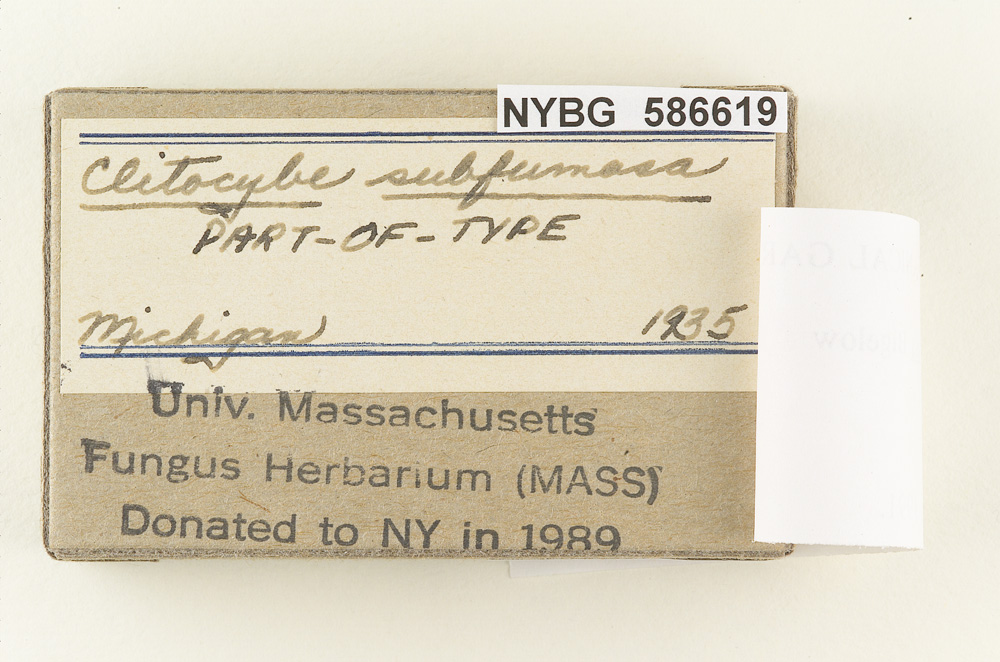 NYBG 586619
Clitocybe subfumosa
PART-OF-TYPE
Michigan 1935
Univ. Massachusetts
Fungus Herbarium (MASS)
Donated to NY in 1989